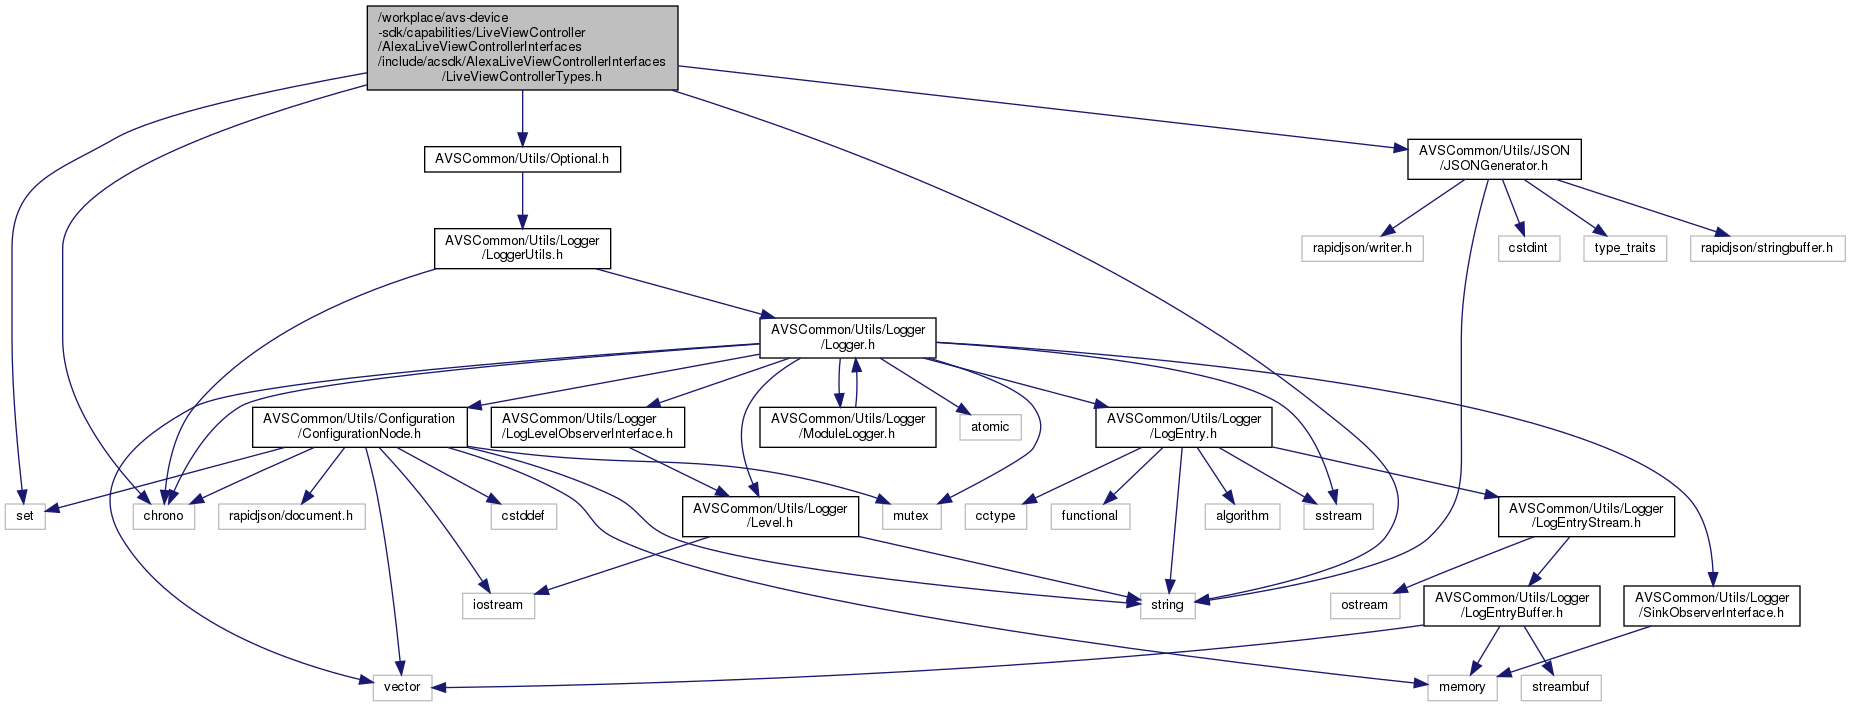 /workplace/avs-device
-sdk/capabilities/LiveViewController
/AlexaLiveViewControllerInterfaces
/include/acsdk/AlexaLiveViewControllerInterfaces
/LiveViewControllerTypes.h
AVSCommon/Utils/Optional.h
AVSCommon/Utils/JSON
/JSONGenerator.h
AVSCommon/Utils/Logger
/LoggerUtils.h
rapidjson/writer.h
cstdint
type_traits
rapidjson/stringbuffer.h
AVSCommon/Utils/Logger
/Logger.h
AVSCommon/Utils/Configuration
/ConfigurationNode.h
AVSCommon/Utils/Logger
/LogLevelObserverInterface.h
AVSCommon/Utils/Logger
/ModuleLogger.h
atomic
AVSCommon/Utils/Logger
/LogEntry.h
set
chrono
rapidjson/document.h
cstddef
AVSCommon/Utils/Logger
/Level.h
mutex
cctype
functional
algorithm
sstream
AVSCommon/Utils/Logger
/LogEntryStream.h
iostream
string
ostream
AVSCommon/Utils/Logger
/LogEntryBuffer.h
AVSCommon/Utils/Logger
/SinkObserverInterface.h
vector
memory
streambuf